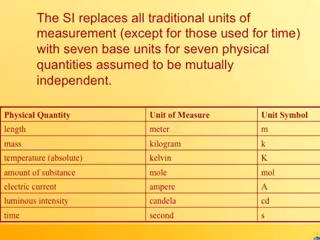 The SI replaces all traditional units of
measurement (except for those used for time)
with seven base units for seven physical
quantities assumed to be mutually
independent.
Physical Quantity Unit of Measure Unit Symbol
length meter m
mass kilogram k
temperature (absolute) kelvin K
amount of substance mole mol
electric current ampere A
luminous intensity candela cd
time second s